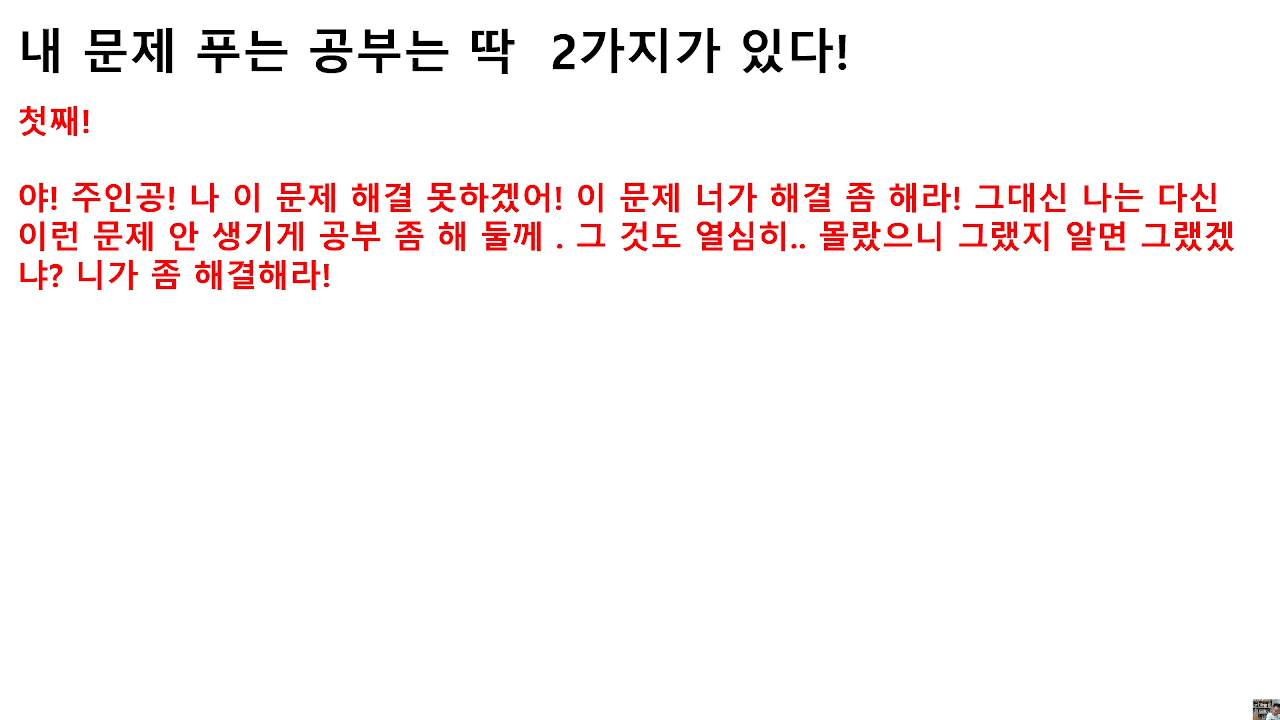 내 문제 푸는 공부는 딱  2가지가 있다!
첫째!
야! 주인공! 나 이 문제 해결 못하겠어! 이 문제 너가 해결 좀 해라! 그대신 나는 다신
이런 문제 안 생기게 공부 좀 해 둘께 . 그 것도 열심히.. 몰랐으니 그랬지 알면 그랬겠
냐? 니가 좀 해결해라!